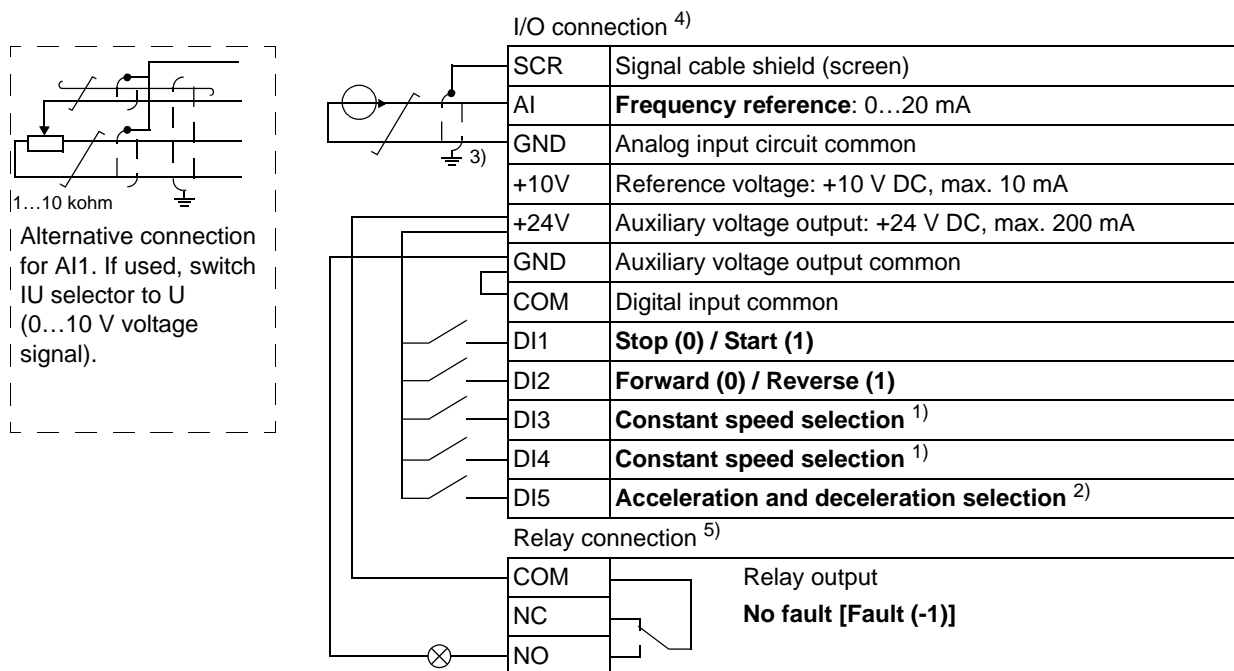 I/O connection 4)
SCR Signal cable shield (screen)
AI Frequency reference: 0…20 mA
GND Analog input circuit common
3)
+10V Reference voltage: +10 V DC, max. 10 mA
+24V Auxiliary voltage output: +24 V DC, max. 200 mA
GND Auxiliary voltage output common
COM Digital input common
DI1 Stop (0) / Start (1)
DI2 Forward (0) / Reverse (1)
DI3 Constant speed selection 1)
DI4 Constant speed selection 1)
DI5 Acceleration and deceleration selection 2)
Relay connection 5)
COM Relay output
NC No fault [Fault (-1)]
NO
1…10 kohm
Alternative connection
for AI1. If used, switch
IU selector to U
(0…10 V voltage
signal).